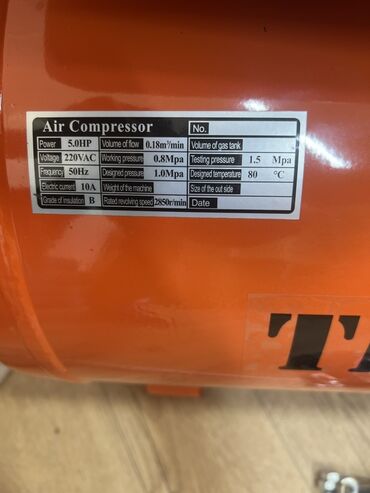 Air Compressor No.
Power 5.0HP Volume of flow 0.18m³/min Volume of gas tank
Voltage 220VAC Working pressure 0.8Mpa Testing pressure 1.5 Mpa
Frequency 50Hz Designed pressure 1.0Mpa Designed temperature 80 °C
Electric current 10A Weight of the machine Size of the out side
Grade of insulation B Rated revolving speed 2850r/min Date